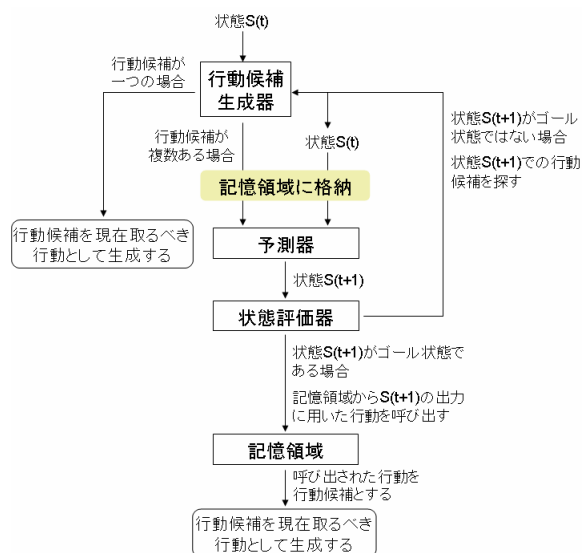 状態S(t)
行動候補が
一つの場合
行動候補
生成器
行動候補が
複数ある場合
状態S(t)
状態S(t+1)がゴール
状態ではない場合
状態S(t+1)での行動
候補を探す
記憶領域に格納
行動候補を現在取るべき
行動として生成する
予測器
状態S(t+1)
状態評価器
状態S(t+1)がゴール状態で
ある場合
記憶領域からS(t+1)の出力
に用いた行動を呼び出す
記憶領域
呼び出された行動を
行動候補とする
行動候補を現在取るべき
行動として生成する